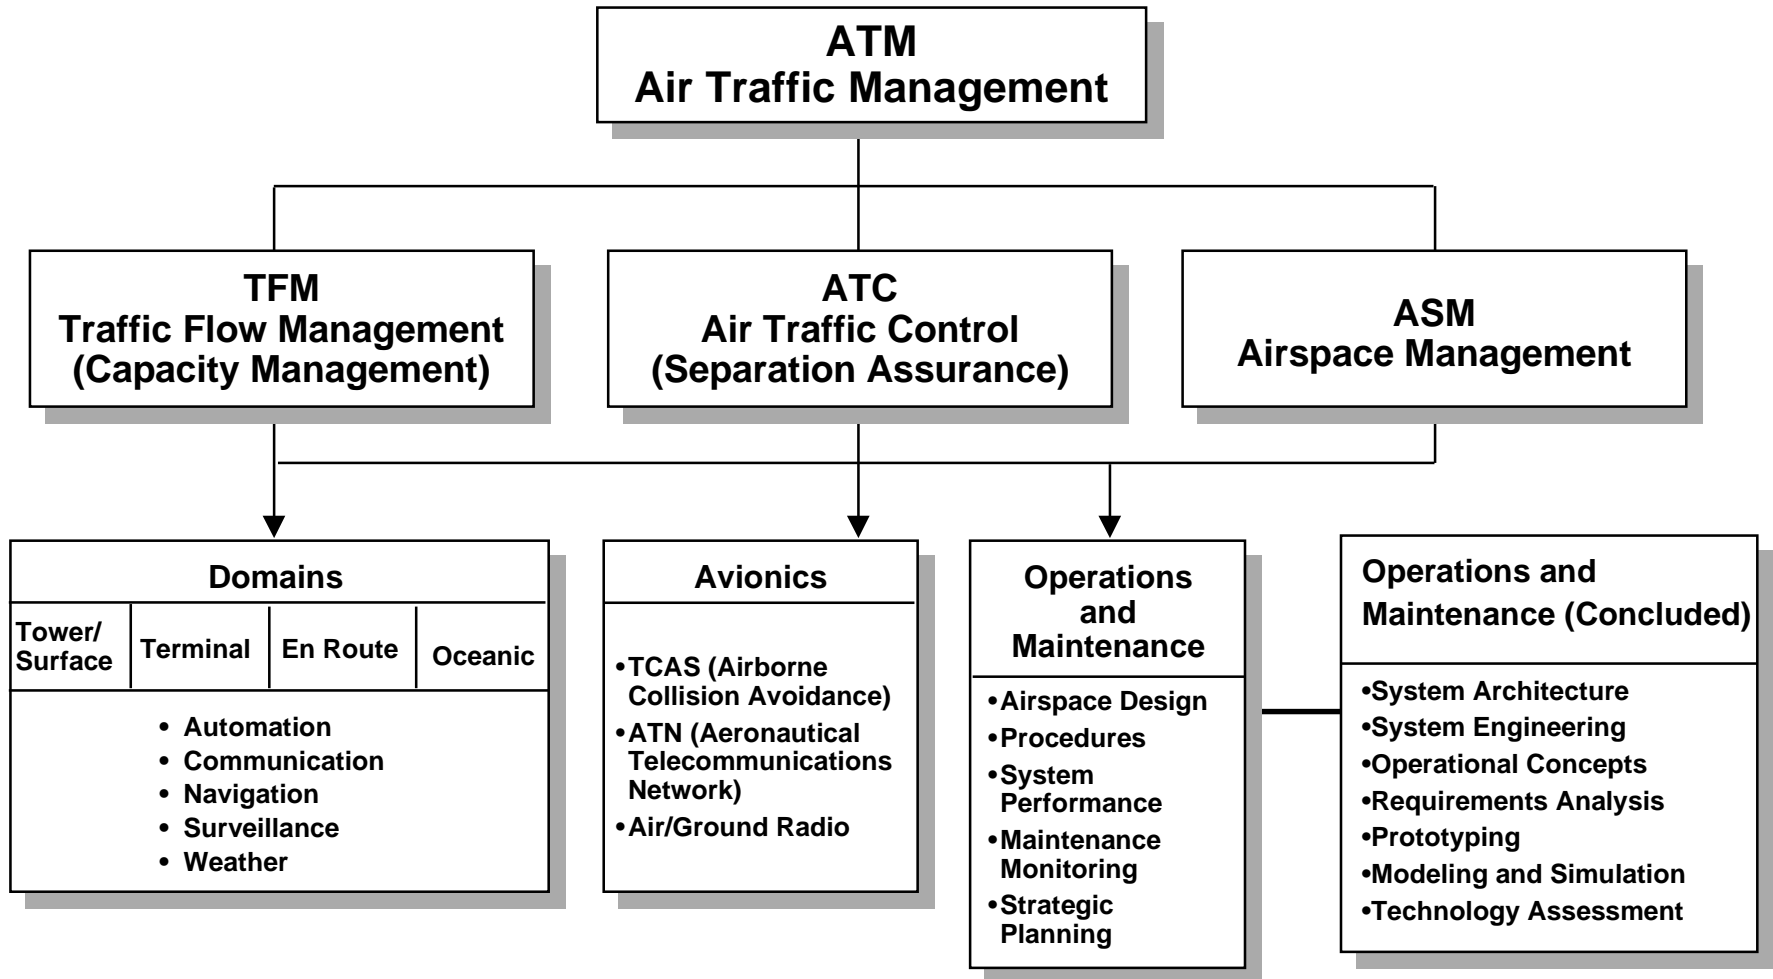 ATM
Air Traffic Management
TFM
Traffic Flow Management
(Capacity Management)
ATC
Air Traffic Control
(Separation Assurance)
ASM
Airspace Management
Domains
Tower/
Surface
Terminal
En Route
Oceanic
• Automation
• Communication
• Navigation
• Surveillance
• Weather
Avionics
•TCAS (Airborne
Collision Avoidance)
•ATN (Aeronautical
Telecommunications
Network)
•Air/Ground Radio
Operations
and
Maintenance
•Airspace Design
•Procedures
•System
Performance
•Maintenance
Monitoring
•Strategic
Planning
Operations and
Maintenance (Concluded)
•System Architecture
•System Engineering
•Operational Concepts
•Requirements Analysis
•Prototyping
•Modeling and Simulation
•Technology Assessment